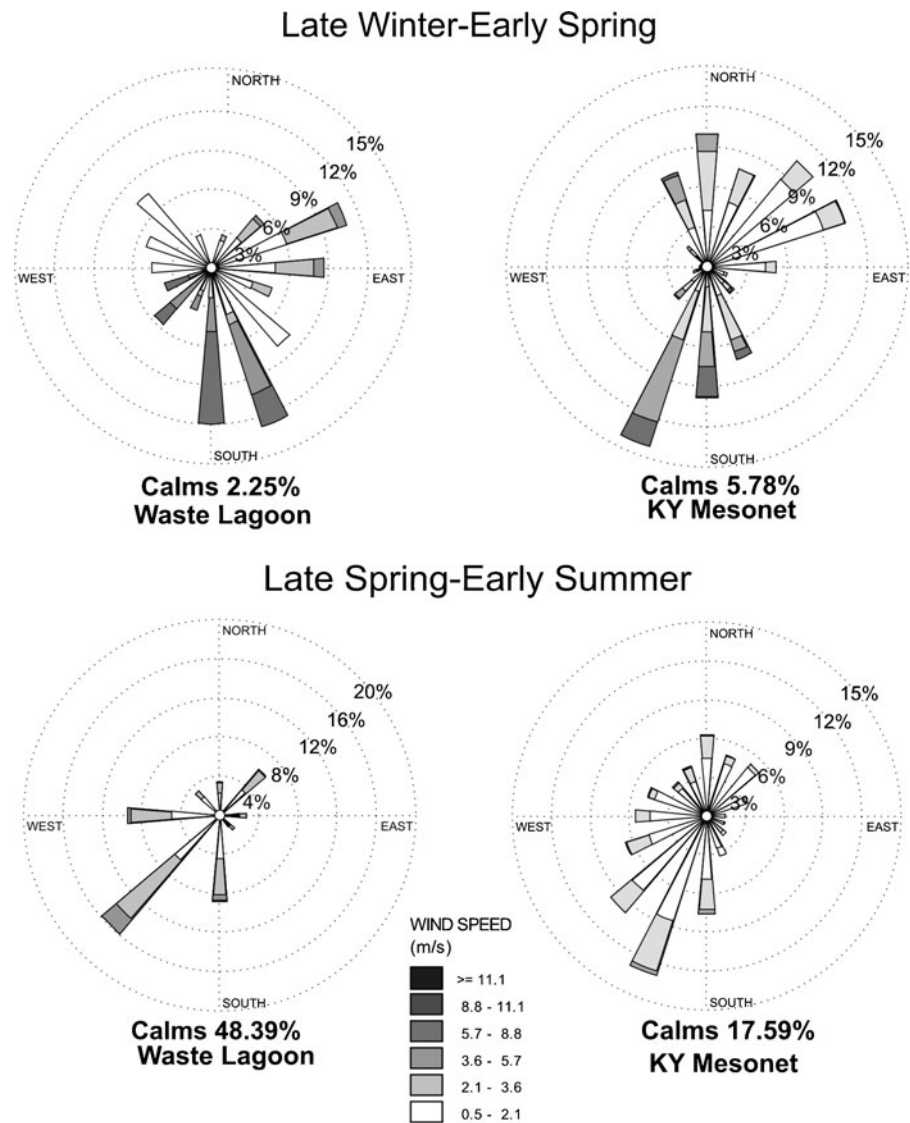 Late Winter-Early Spring
NORTH
15%
12%
9%
6%
3%
WEST
EAST
SOUTH
Calms 2.25%
Waste Lagoon
NORTH
15%
12%
9%
6%
3%
WEST
EAST
SOUTH
Calms 5.78%
KY Mesonet
Late Spring-Early Summer
NORTH
20%
16%
12%
8%
4%
WEST
EAST
SOUTH
Calms 48.39%
Waste Lagoon
WIND SPEED
(m/s)
>= 11.1
8.8 - 11.1
5.7 - 8.8
3.6 - 5.7
2.1 - 3.6
0.5 - 2.1
NORTH
15%
12%
9%
6%
3%
WEST
EAST
SOUTH
Calms 17.59%
KY Mesonet